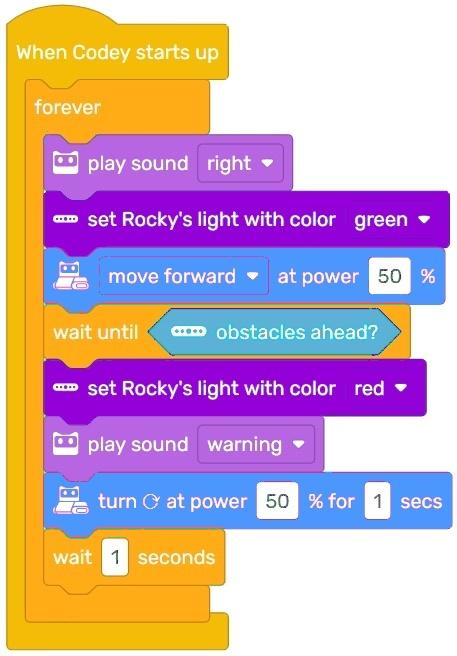 When Codey starts up
forever
play sound right
set Rocky's light with color green
move forward at power 50 %
wait until obstacles ahead?
set Rocky's light with color red
play sound warning
turn ⟳ at power 50 % for 1 secs
wait 1 seconds